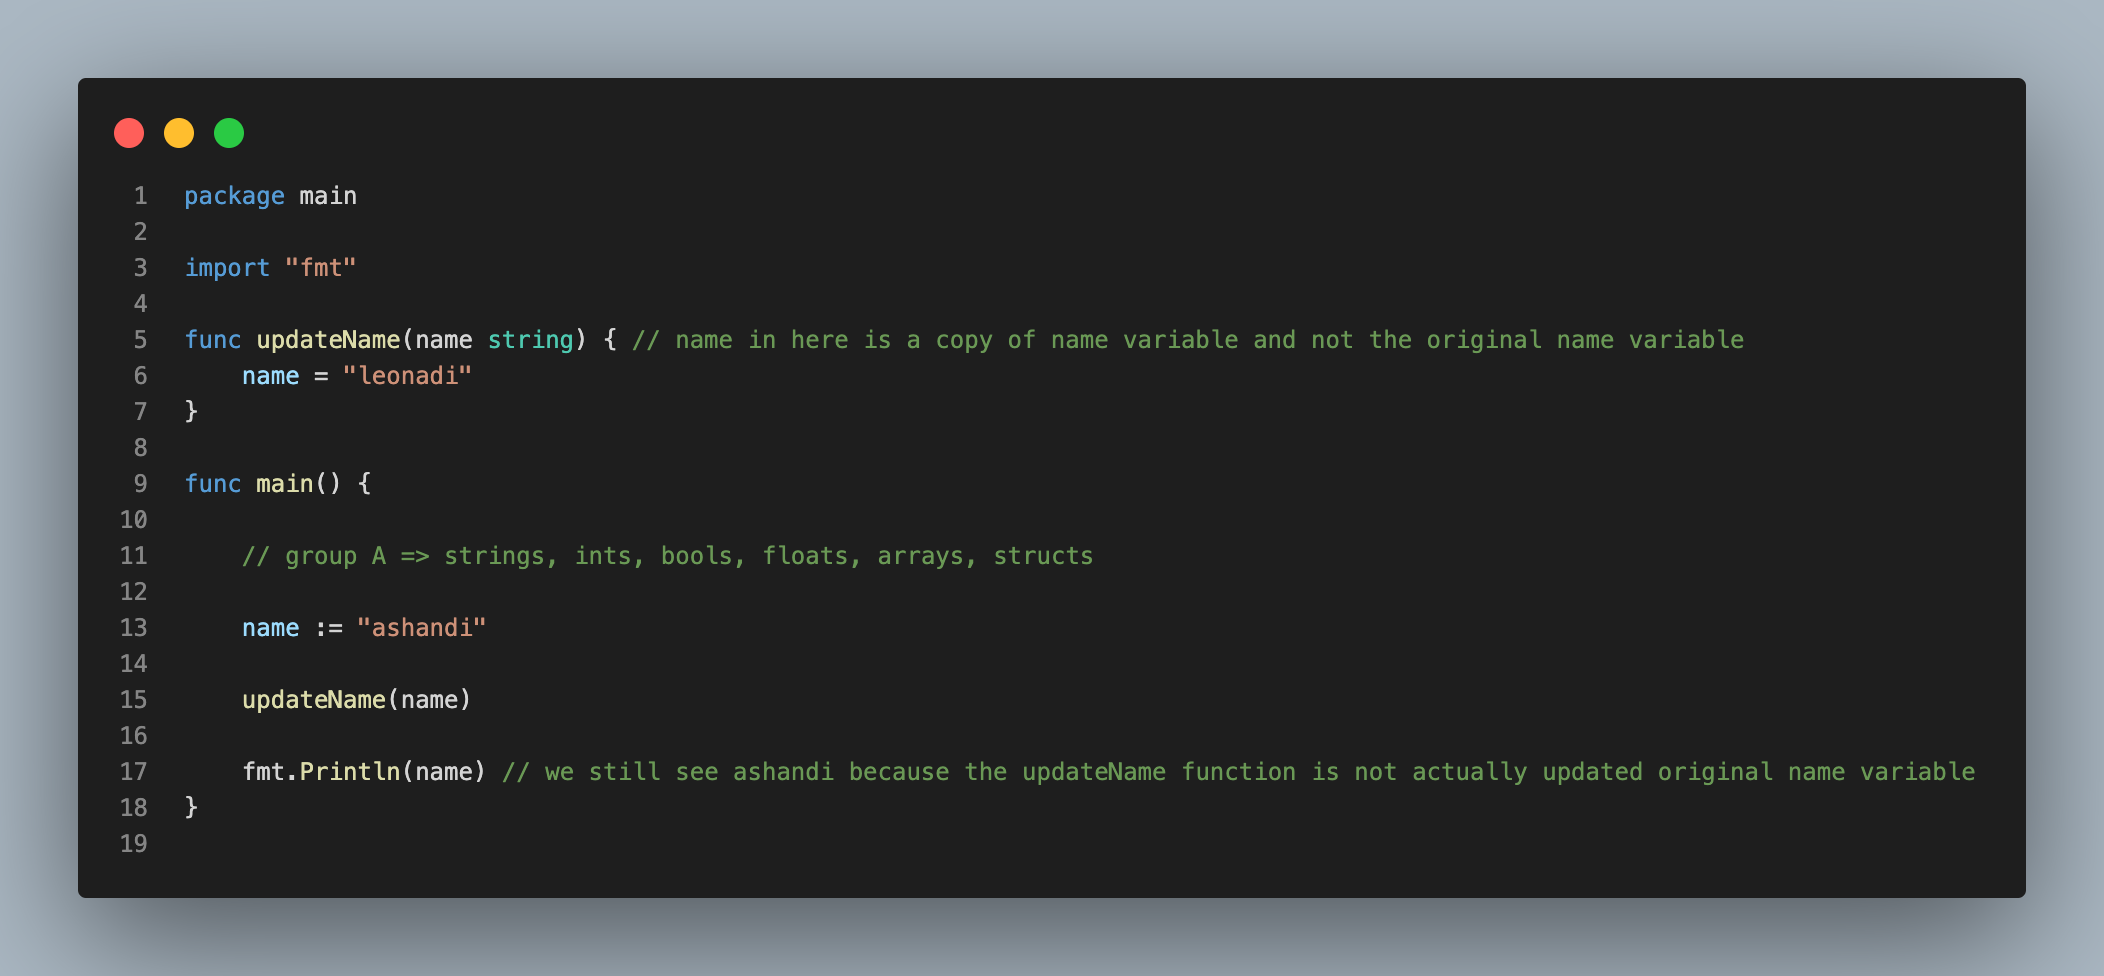 1 package main
2
3 import "fmt"
4
5 func updateName(name string) { // name in here is a copy of name variable and not the original name variable
6     name = "leonadi"
7 }
8
9 func main() {
10
11     // group A => strings, ints, bools, floats, arrays, structs
12
13     name := "ashandi"
14
15     updateName(name)
16
17     fmt.Println(name) // we still see ashandi because the updateName function is not actually updated original name variable
18 }
19